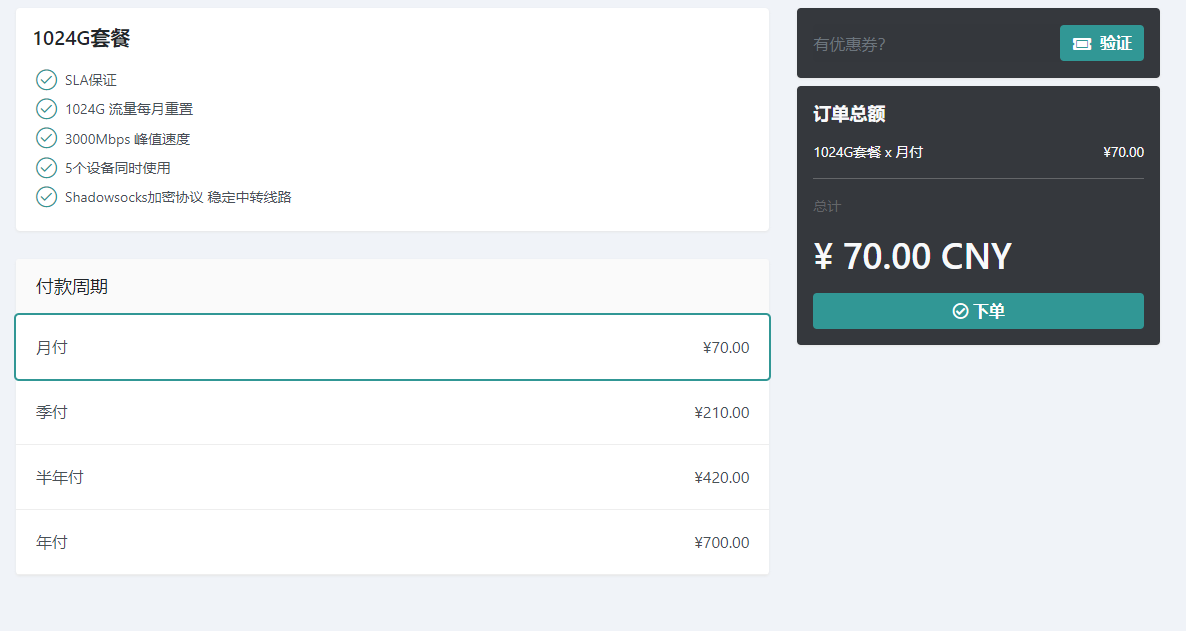 1024G套餐
SLA保证
1024G 流量每月重置
3000Mbps 峰值速度
5个设备同时使用
Shadowsocks加密协议 稳定中转线路
付款周期
月付 ¥70.00
季付 ¥210.00
半年付 ¥420.00
年付 ¥700.00
有优惠券?
验证
订单总额
1024G套餐 x 月付 ¥70.00
总计
¥ 70.00 CNY
下单